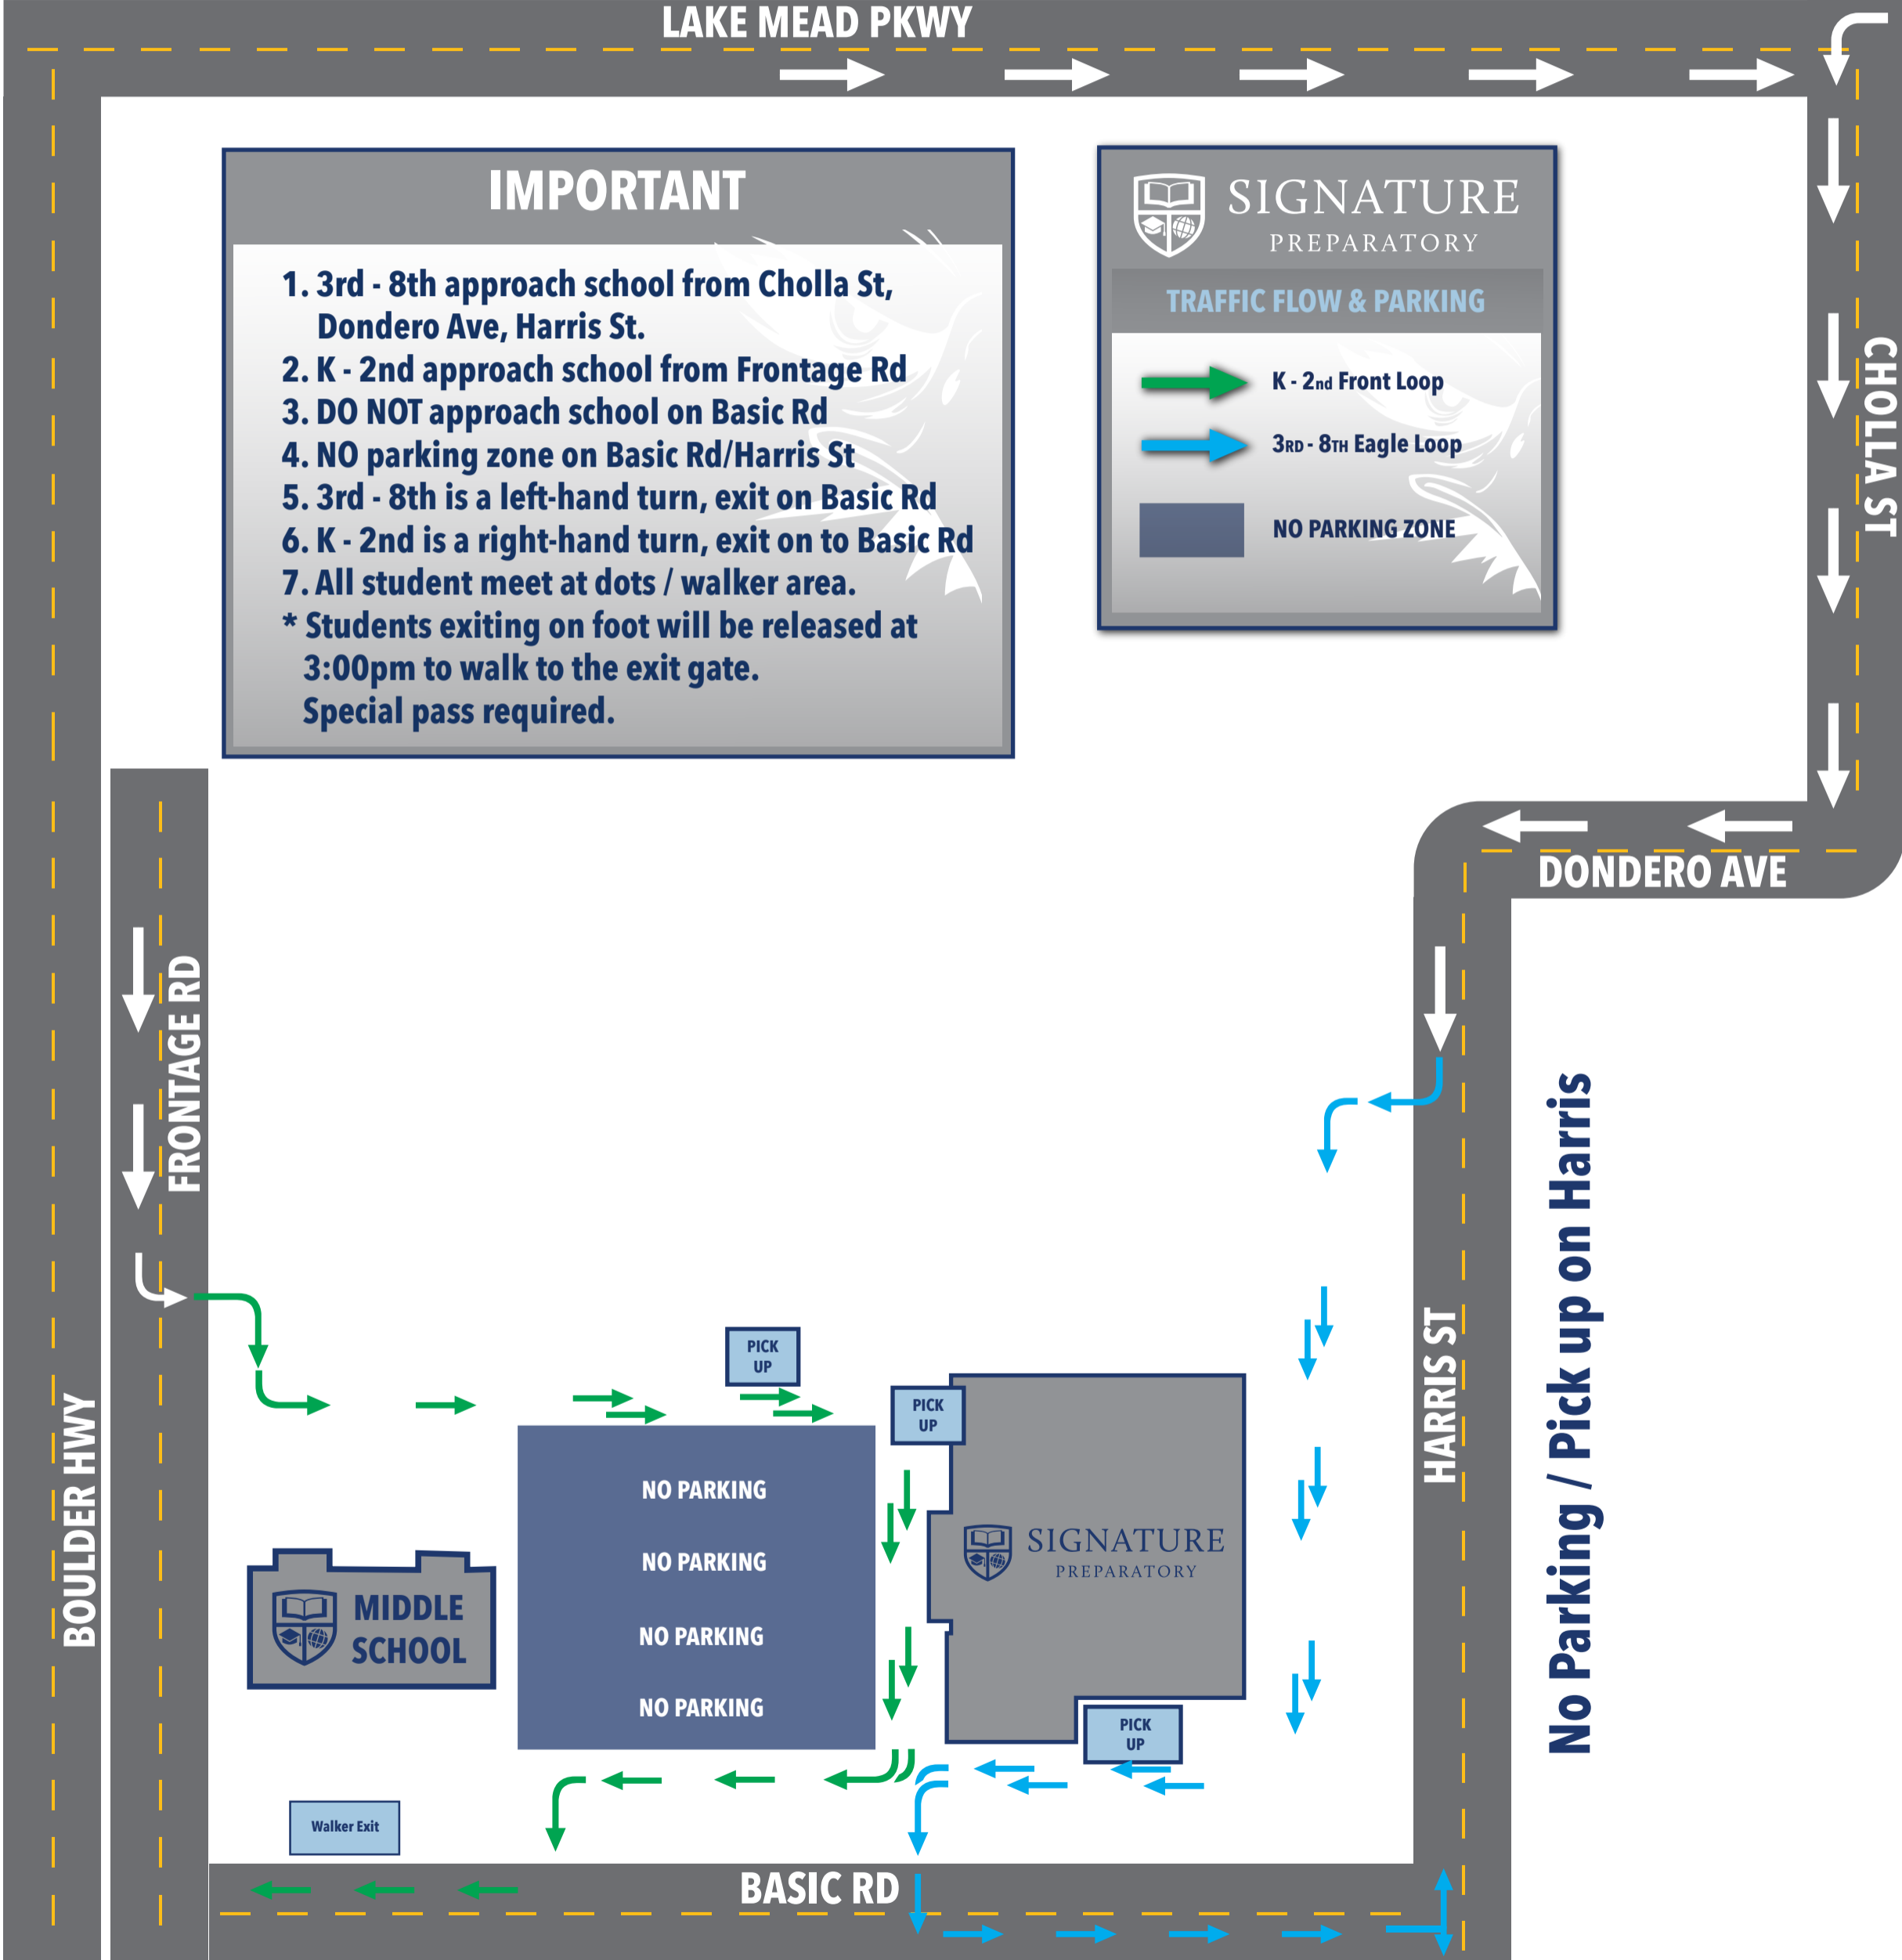 LAKE MEAD PKWY
IMPORTANT
1. 3rd - 8th approach school from Cholla St,
Dondero Ave, Harris St.
2. K - 2nd approach school from Frontage Rd
3. DO NOT approach school on Basic Rd
4. NO parking zone on Basic Rd/Harris St
5. 3rd - 8th is a left-hand turn, exit on Basic Rd
6. K - 2nd is a right-hand turn, exit on to Basic Rd
7. All student meet at dots / walker area.
* Students exiting on foot will be released at
3:00pm to walk to the exit gate.
Special pass required.
SIGNATURE
PREPARATORY
TRAFFIC FLOW & PARKING
K - 2nd Front Loop
3RD - 8TH Eagle Loop
NO PARKING ZONE
CHOLLA ST
DONDERO AVE
FRONTAGE RD
BOULDER HWY
HARRIS ST
No Parking / Pick up on Harris
PICK
UP
PICK
UP
NO PARKING
NO PARKING
NO PARKING
NO PARKING
SIGNATURE
PREPARATORY
MIDDLE
SCHOOL
PICK
UP
Walker Exit
BASIC RD